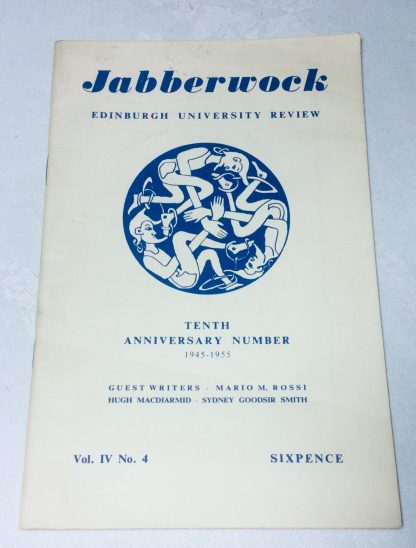 Jabberwock
EDINBURGH UNIVERSITY REVIEW
TENTH
ANNIVERSARY NUMBER
1945-1955
GUEST WRITERS · MARIO M. ROSSI
HUGH MACDIARMID · SYDNEY GOODSIR SMITH
Vol. IV No. 4 SIXPENCE